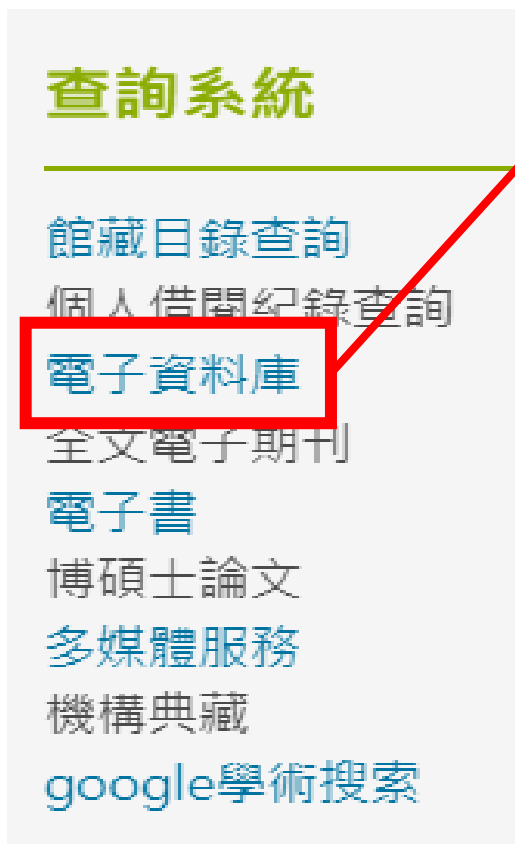 查詢系統
館藏目錄查詢
個人借閱紀錄查詢
電子資料庫
全文電子期刊
電子書
博碩士論文
多媒體服務
機構典藏
google學術搜索